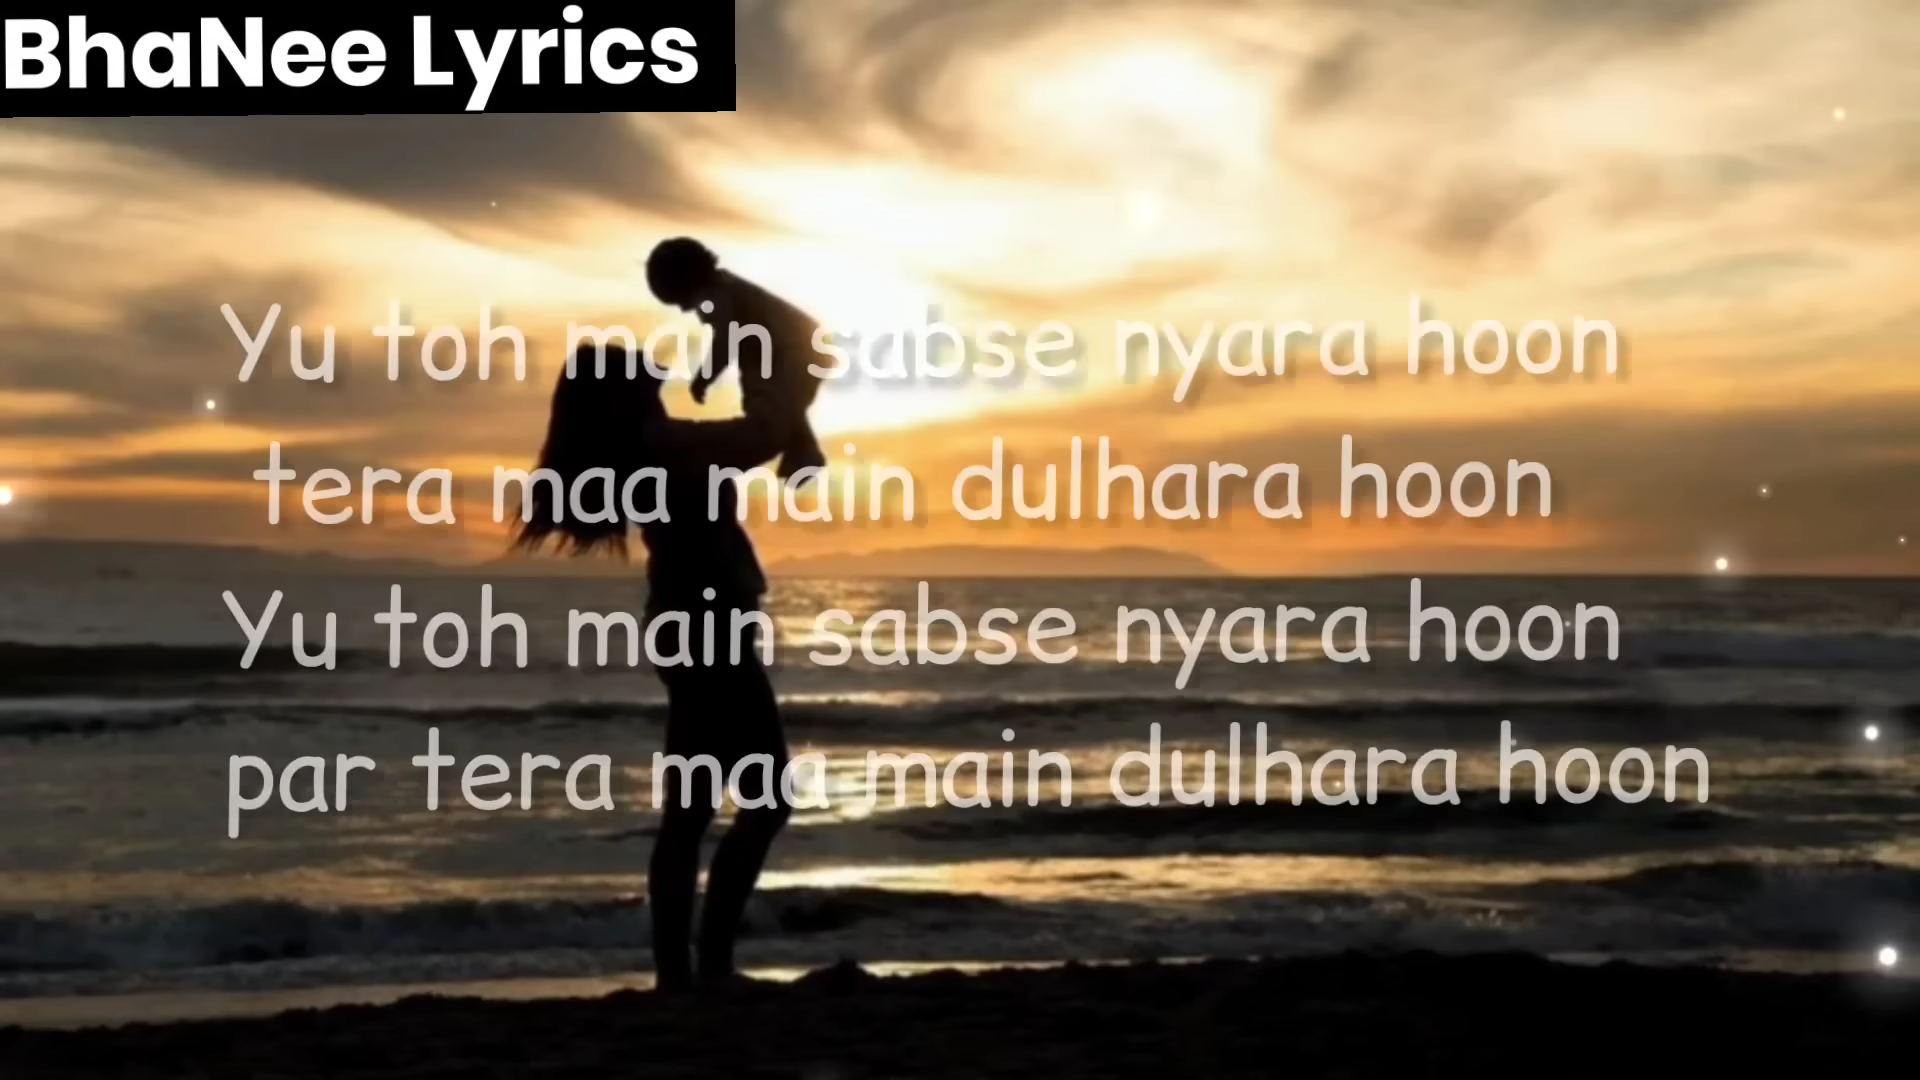 BhaNee Lyrics
Yu toh main sabse nyara hoon
tera maa main dulhara hoon
Yu toh main sabse nyara hoon
par tera maa main dulhara hoon